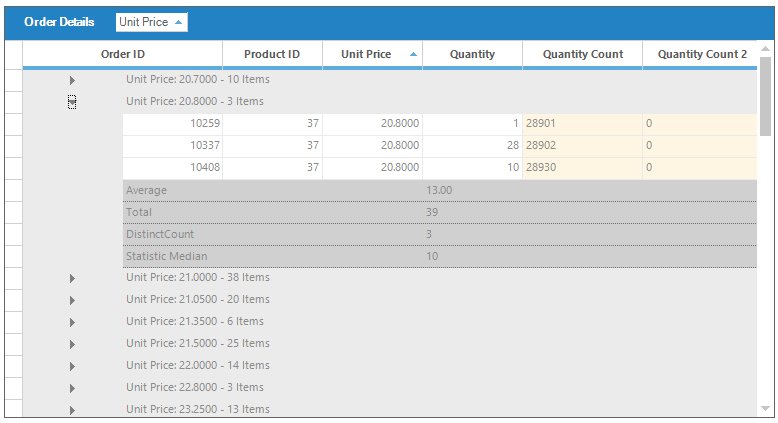 Order Details Unit Price
Order ID Product ID Unit Price Quantity Quantity Count Quantity Count 2
Unit Price: 20.7000 - 10 Items
Unit Price: 20.8000 - 3 Items
10259 37 20.8000 1 28901 0
10337 37 20.8000 28 28902 0
10408 37 20.8000 10 28930 0
Average 13.00
Total 39
DistinctCount 3
Statistic Median 10
Unit Price: 21.0000 - 38 Items
Unit Price: 21.0500 - 20 Items
Unit Price: 21.3500 - 6 Items
Unit Price: 21.5000 - 25 Items
Unit Price: 22.0000 - 14 Items
Unit Price: 22.8000 - 3 Items
Unit Price: 23.2500 - 13 Items